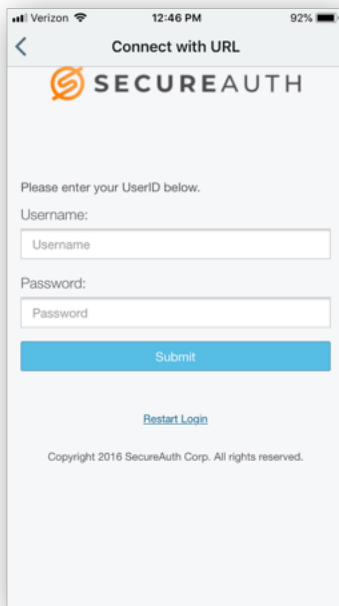 Verizon 12:46 PM 92%
Connect with URL
SECUREAUTH
Please enter your UserID below.
Username:
Username
Password:
Password
Submit
Restart Login
Copyright 2016 SecureAuth Corp. All rights reserved.